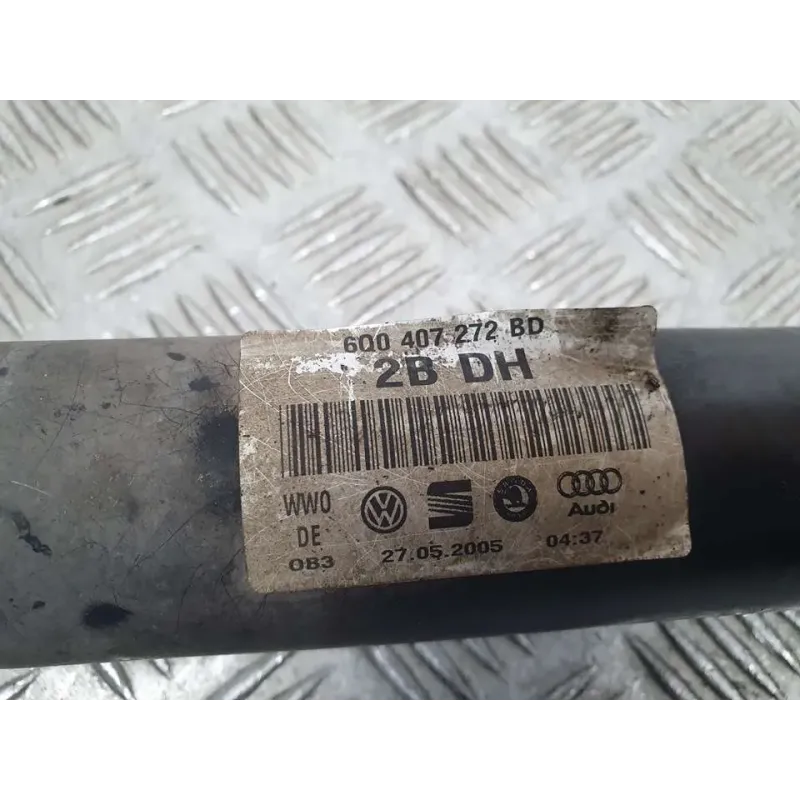 6Q0 407 272 BD
2B DH
WWO
DE
083
27.05.2005
04:37
Audi